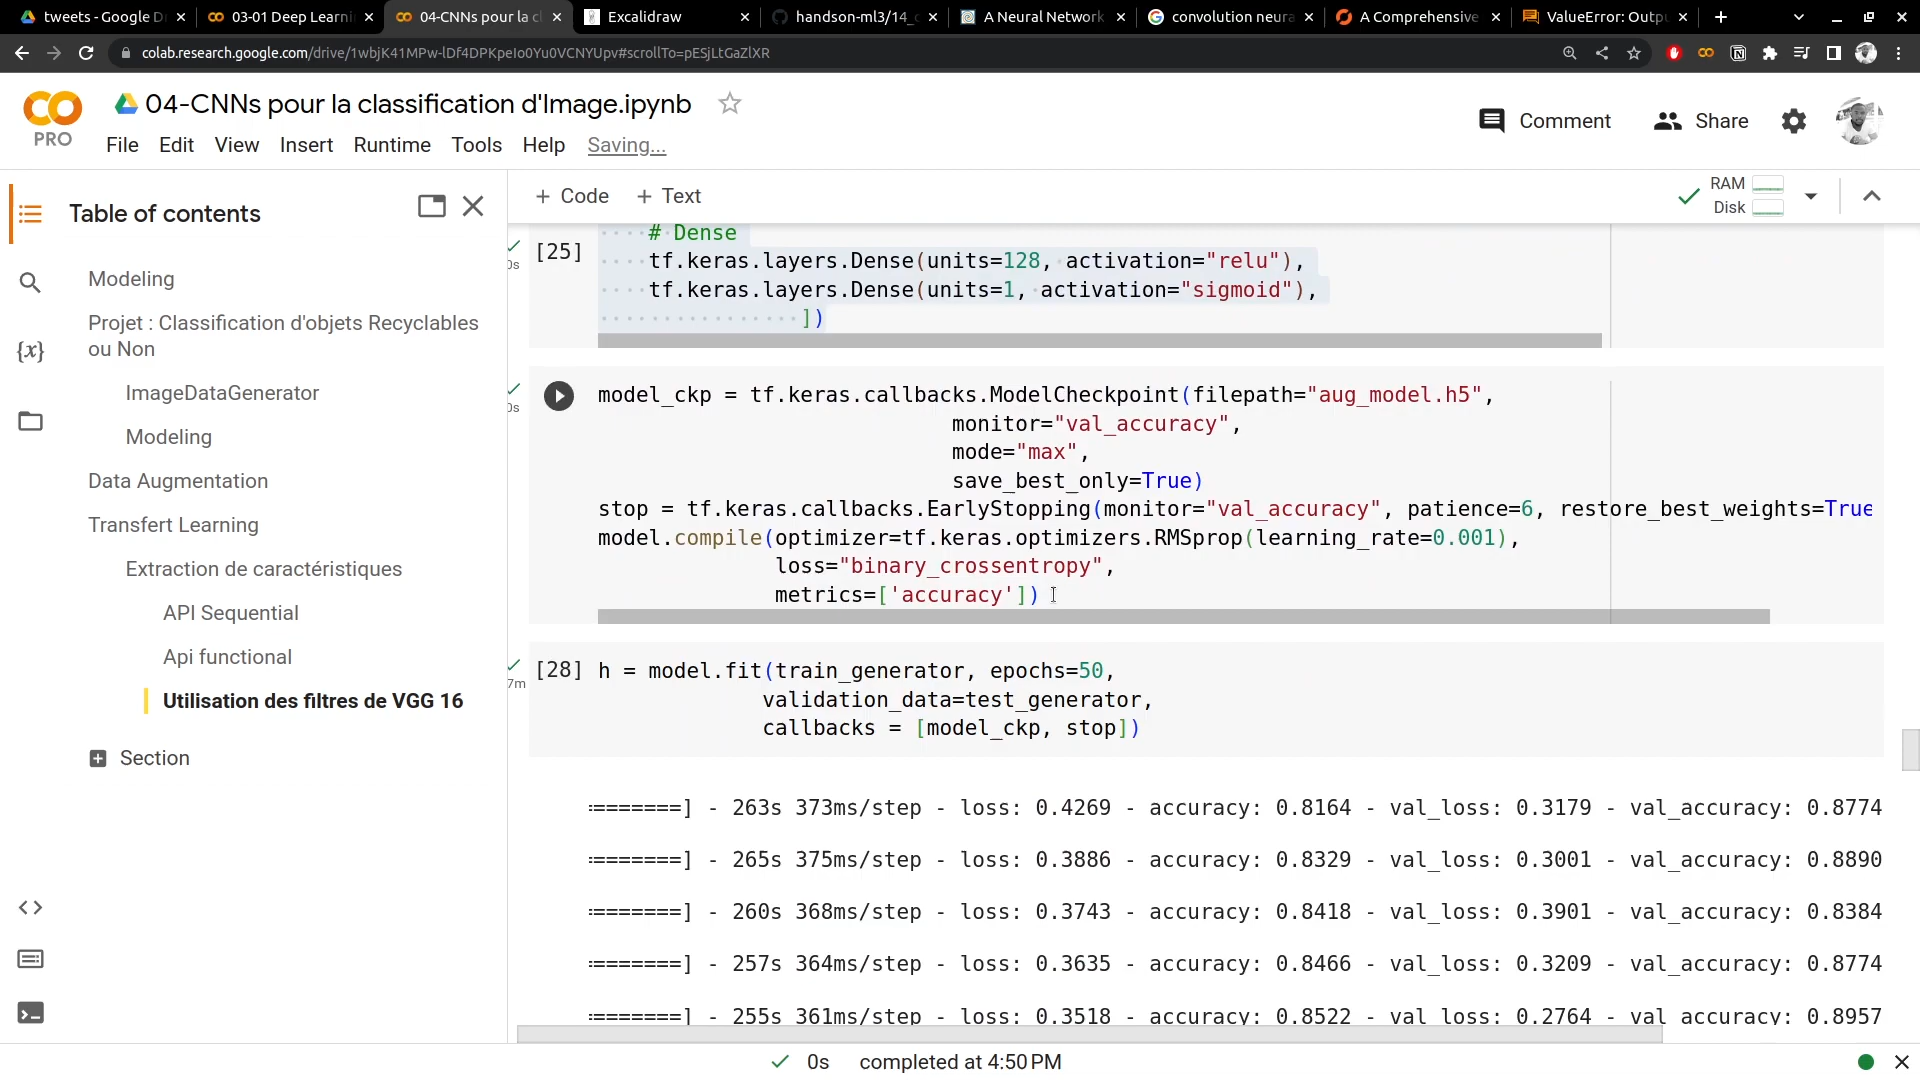 tweets - Google D
03-01 Deep Learni
04-CNNs pour la c
Excalidraw
handson-ml3/14_c
A Neural Network
convolution neura
A Comprehensive
ValueError: Outpu
colab.research.google.com/drive/1wbjK41MPw-lDf4DPKpeIo0Yu0VCNYUpv#scrollTo=pESjLtGaZlXR
PRO
04-CNNs pour la classification d'Image.ipynb
File Edit View Insert Runtime Tools Help Saving...
Comment
Share
+ Code + Text
RAM
Disk
Table of contents
Modeling
Projet : Classification d'objets Recyclables
ou Non
ImageDataGenerator
Modeling
Data Augmentation
Transfert Learning
Extraction de caractéristiques
API Sequential
Api functional
Utilisation des filtres de VGG 16
Section
0s
[25]
# Dense
tf.keras.layers.Dense(units=128, activation="relu"),
tf.keras.layers.Dense(units=1, activation="sigmoid"),
])
0s
model_ckp = tf.keras.callbacks.ModelCheckpoint(filepath="aug_model.h5",
monitor="val_accuracy",
mode="max",
save_best_only=True)
stop = tf.keras.callbacks.EarlyStopping(monitor="val_accuracy", patience=6, restore_best_weights=True
model.compile(optimizer=tf.keras.optimizers.RMSprop(learning_rate=0.001),
loss="binary_crossentropy",
metrics=['accuracy'])
7m
[28]
h = model.fit(train_generator, epochs=50,
validation_data=test_generator,
callbacks = [model_ckp, stop])
=======] - 263s 373ms/step - loss: 0.4269 - accuracy: 0.8164 - val_loss: 0.3179 - val_accuracy: 0.8774
=======] - 265s 375ms/step - loss: 0.3886 - accuracy: 0.8329 - val_loss: 0.3001 - val_accuracy: 0.8890
=======] - 260s 368ms/step - loss: 0.3743 - accuracy: 0.8418 - val_loss: 0.3901 - val_accuracy: 0.8384
=======] - 257s 364ms/step - loss: 0.3635 - accuracy: 0.8466 - val_loss: 0.3209 - val_accuracy: 0.8774
=======] - 255s 361ms/step - loss: 0.3518 - accuracy: 0.8522 - val_loss: 0.2764 - val_accuracy: 0.8957
0s completed at 4:50 PM